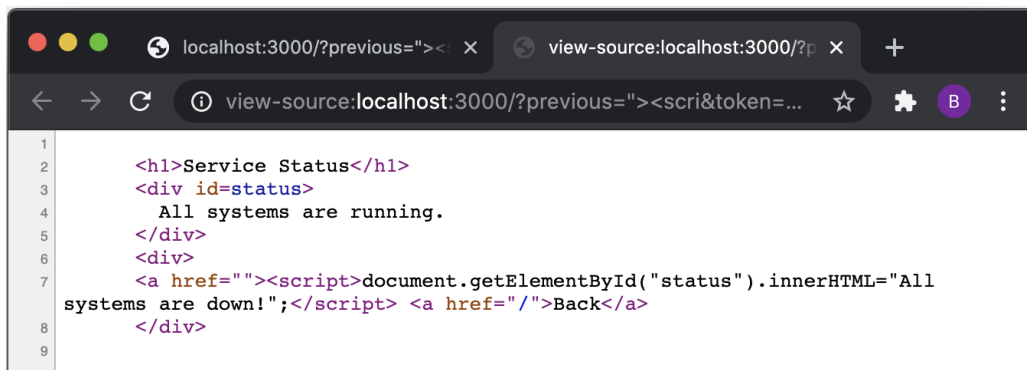 localhost:3000/?previous="><s
view-source:localhost:3000/?p
view-source:localhost:3000/?previous="><scri&token=...
B
1
2 <h1>Service Status</h1>
3 <div id=status>
4 All systems are running.
5 </div>
6 <div>
7 <a href=""><script>document.getElementById("status").innerHTML="All
systems are down!";</script> <a href="/">Back</a>
8 </div>
9